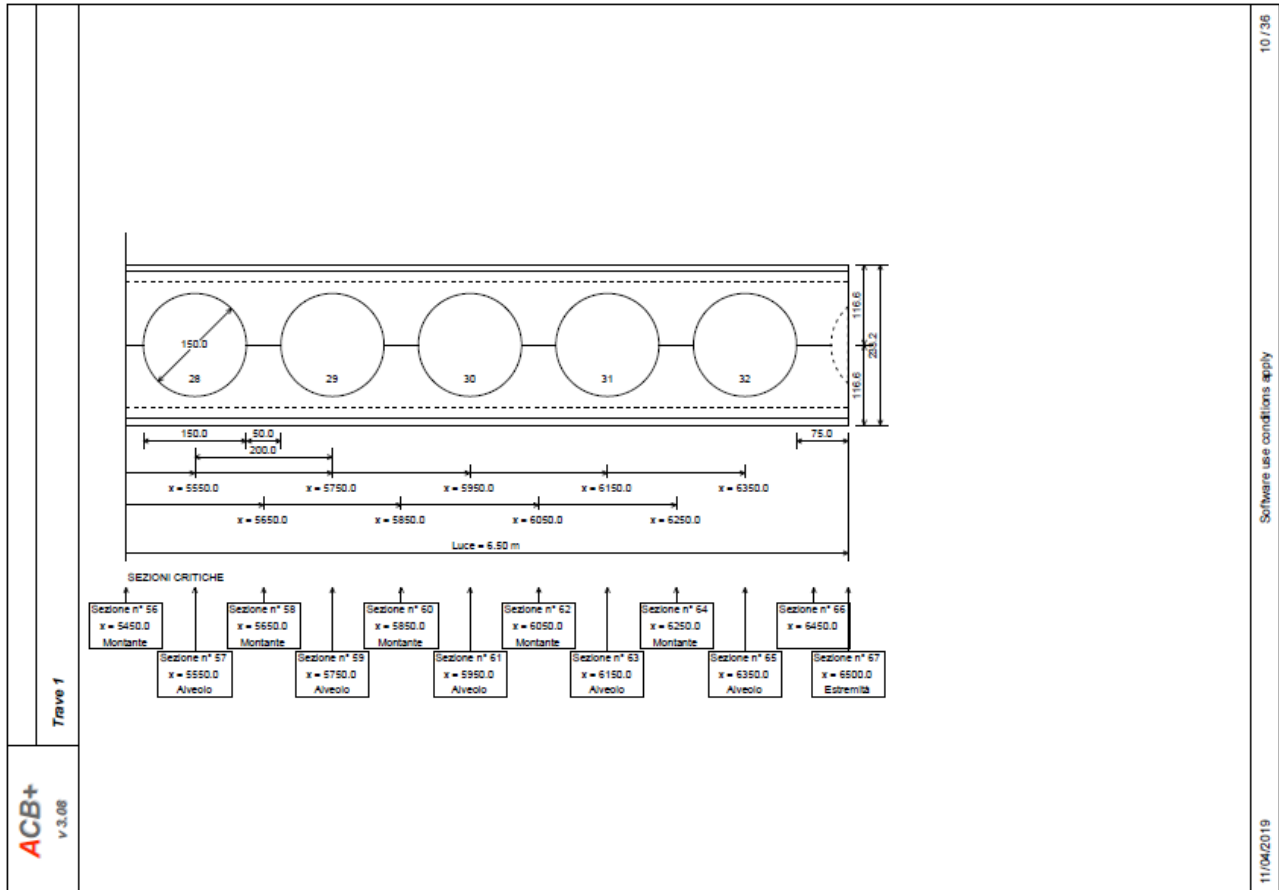 ACB+
v 3.08
Trave 1
150.0
28
29
30
31
32
116.6
116.6
233.2
150.0
50.0
200.0
75.0
x = 5550.0
x = 5750.0
x = 5950.0
x = 6150.0
x = 6350.0
x = 5650.0
x = 5850.0
x = 6050.0
x = 6250.0
Luce = 6.50 m
SEZIONI CRITICHE
Sezione n° 56
x = 5450.0
Montante
Sezione n° 58
x = 5650.0
Montante
Sezione n° 60
x = 5850.0
Montante
Sezione n° 62
x = 6050.0
Montante
Sezione n° 64
x = 6250.0
Montante
Sezione n° 66
x = 6450.0
Sezione n° 57
x = 5550.0
Alveolo
Sezione n° 59
x = 5750.0
Alveolo
Sezione n° 61
x = 5950.0
Alveolo
Sezione n° 63
x = 6150.0
Alveolo
Sezione n° 65
x = 6350.0
Alveolo
Sezione n° 67
x = 6500.0
Estremità
11/04/2019
Software use conditions apply
10 / 36